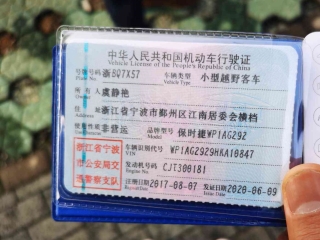 中华人民共和国机动车行驶证
Vehicle License of the People's Republic of China
号牌号码 浙B07X57 车辆类型 小型越野客车
Plate No. Vehicle Type
所有人 虞静艳
Owner
住址 浙江省宁波市鄞州区江南居委会横档
Address
使用性质 非营运 品牌型号 保时捷WP1AG292
Use Character Model
浙江省宁波市公安局交通警察支队
车辆识别代号 WP1AG2929HKA10847
VIN
发动机号码 CJT300181
Engine No.
注册日期 2017-08-07 发证日期 2020-06-09
Register Date Issue Date